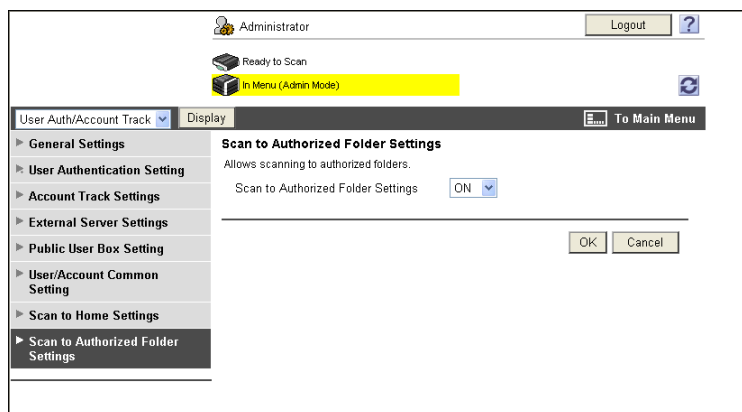 Administrator
Logout
?
Ready to Scan
In Menu (Admin Mode)
User Auth/Account Track
Display
To Main Menu
General Settings
User Authentication Setting
Account Track Settings
External Server Settings
Public User Box Setting
User/Account Common
Setting
Scan to Home Settings
Scan to Authorized Folder
Settings
Scan to Authorized Folder Settings
Allows scanning to authorized folders.
Scan to Authorized Folder Settings ON
OK Cancel